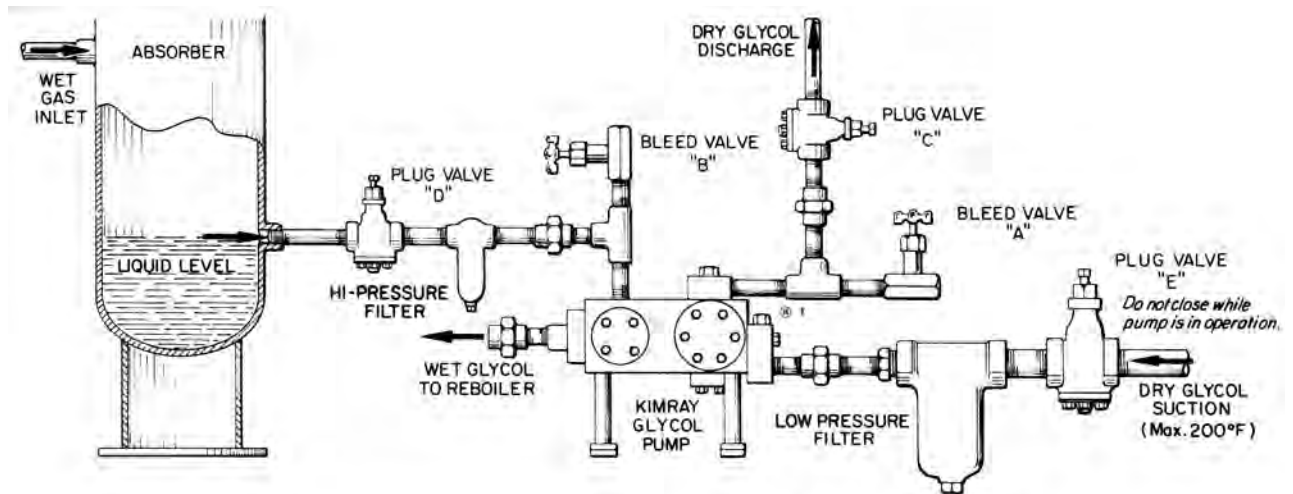 ABSORBER
WET
GAS
INLET
LIQUID LEVEL
PLUG VALVE
"D"
HI-PRESSURE
FILTER
BLEED VALVE
"B"
DRY GLYCOL
DISCHARGE
PLUG VALVE
"C"
BLEED VALVE
"A"
PLUG VALVE
"E"
Do not close while
pump is in operation.
WET GLYCOL
TO REBOILER
KIMRAY
GLYCOL
PUMP
LOW PRESSURE
FILTER
DRY GLYCOL
SUCTION
(Max. 200°F)